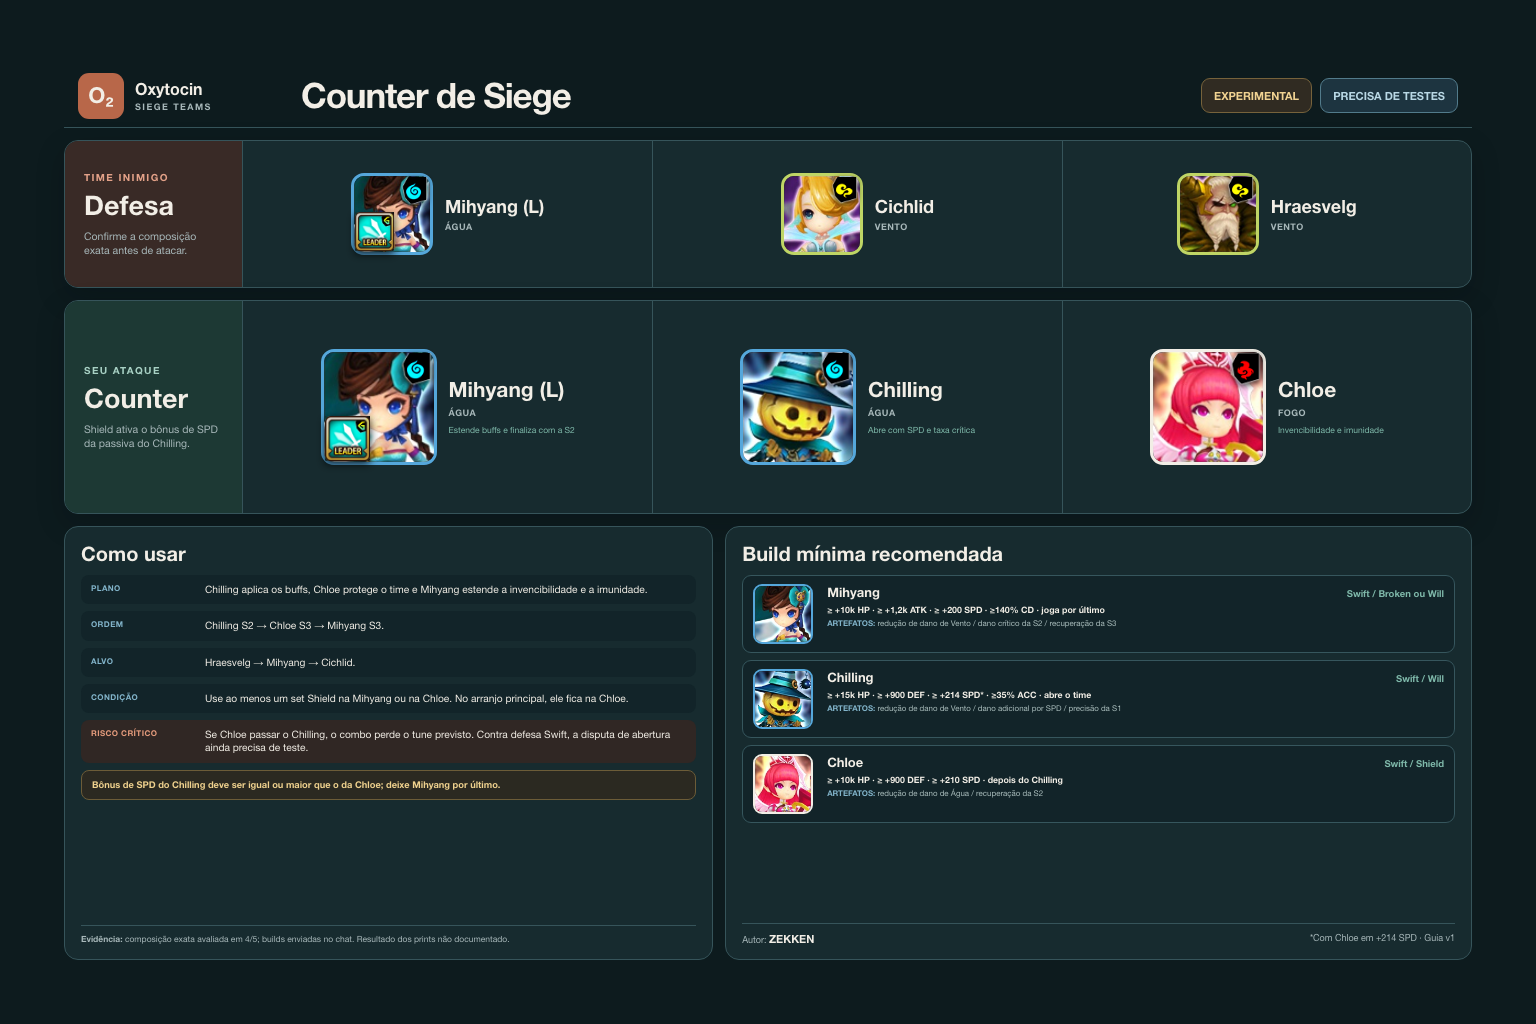 O₂
Oxytocin
SIEGE TEAMS
Counter de Siege
EXPERIMENTAL
PRECISA DE TESTES
TIME INIMIGO
Defesa
Confirme a composição
exata antes de atacar.
LEADER
Mihyang (L)
ÁGUA
Cichlid
VENTO
Hraesvelg
VENTO
SEU ATAQUE
Counter
Shield ativa o bônus de SPD
da passiva do Chilling.
LEADER
Mihyang (L)
ÁGUA
Estende buffs e finaliza com a S2
Chilling
ÁGUA
Abre com SPD e taxa crítica
Chloe
FOGO
Invencibilidade e imunidade
Como usar
PLANO Chilling aplica os buffs, Chloe protege o time e Mihyang estende a invencibilidade e a imunidade.
ORDEM Chilling S2 → Chloe S3 → Mihyang S3.
ALVO Hraesvelg → Mihyang → Cichlid.
CONDIÇÃO Use ao menos um set Shield na Mihyang ou na Chloe. No arranjo principal, ele fica na Chloe.
RISCO CRÍTICO Se Chloe passar o Chilling, o combo perde o tune previsto. Contra defesa Swift, a disputa de abertura
ainda precisa de teste.
Bônus de SPD do Chilling deve ser igual ou maior que o da Chloe; deixe Mihyang por último.
Evidência: composição exata avaliada em 4/5; builds enviadas no chat. Resultado dos prints não documentado.
Build mínima recomendada
Mihyang
Swift / Broken ou Will
≥ +10k HP · ≥ +1,2k ATK · ≥ +200 SPD · ≥140% CD · joga por último
ARTEFATOS: redução de dano de Vento / dano crítico da S2 / recuperação da S3
Chilling
Swift / Will
≥ +15k HP · ≥ +900 DEF · ≥ +214 SPD* · ≥35% ACC · abre o time
ARTEFATOS: redução de dano de Vento / dano adicional por SPD / precisão da S1
Chloe
Swift / Shield
≥ +10k HP · ≥ +900 DEF · ≥ +210 SPD · depois do Chilling
ARTEFATOS: redução de dano de Água / recuperação da S2
Autor: ZEKKEN
*Com Chloe em +214 SPD · Guia v1